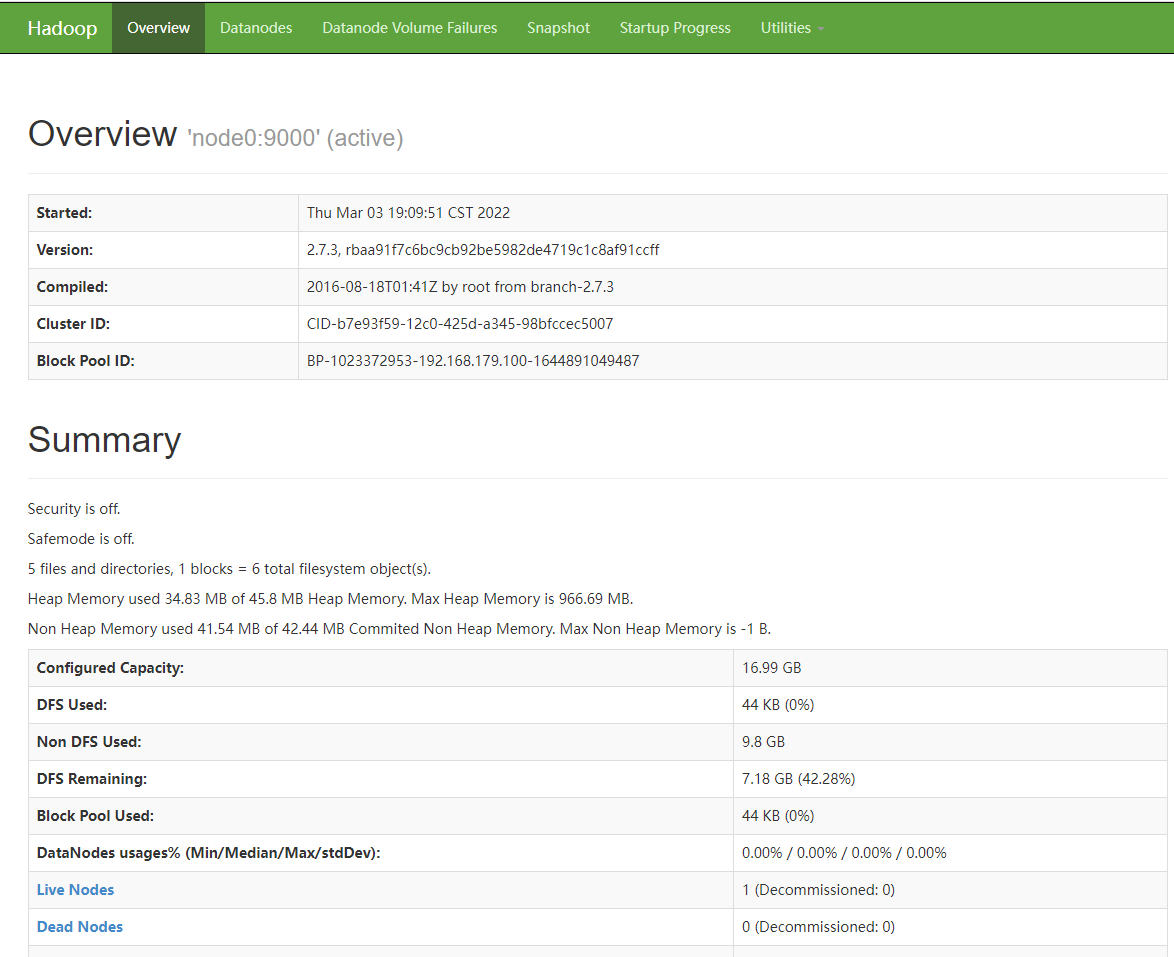 Hadoop Overview Datanodes Datanode Volume Failures Snapshot Startup Progress Utilities
Overview 'node0:9000' (active)
Started: Thu Mar 03 19:09:51 CST 2022
Version: 2.7.3, rbaa91f7c6bc9cb92be5982de4719c1c8af91ccff
Compiled: 2016-08-18T01:41Z by root from branch-2.7.3
Cluster ID: CID-b7e93f59-12c0-425d-a345-98bfccec5007
Block Pool ID: BP-1023372953-192.168.179.100-1644891049487
Summary
Security is off.
Safemode is off.
5 files and directories, 1 blocks = 6 total filesystem object(s).
Heap Memory used 34.83 MB of 45.8 MB Heap Memory. Max Heap Memory is 966.69 MB.
Non Heap Memory used 41.54 MB of 42.44 MB Commited Non Heap Memory. Max Non Heap Memory is -1 B.
Configured Capacity: 16.99 GB
DFS Used: 44 KB (0%)
Non DFS Used: 9.8 GB
DFS Remaining: 7.18 GB (42.28%)
Block Pool Used: 44 KB (0%)
DataNodes usages% (Min/Median/Max/stdDev): 0.00% / 0.00% / 0.00% / 0.00%
Live Nodes 1 (Decommissioned: 0)
Dead Nodes 0 (Decommissioned: 0)